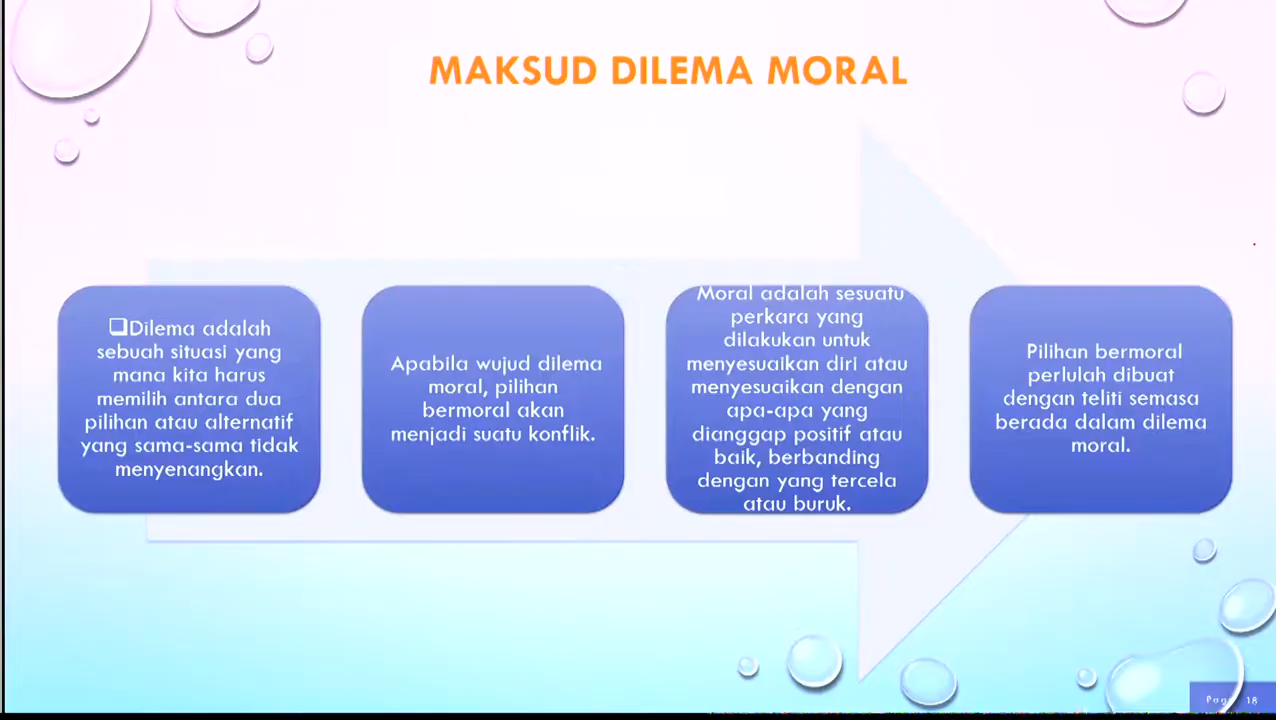 MAKSUD DILEMA MORAL
❑Dilema adalah
sebuah situasi yang
mana kita harus
memilih antara dua
pilihan atau alternatif
yang sama-sama tidak
menyenangkan.
Apabila wujud dilema
moral, pilihan
bermoral akan
menjadi suatu konflik.
Moral adalah sesuatu
perkara yang
dilakukan untuk
menyesuaikan diri atau
menyesuaikan dengan
apa-apa yang
dianggap positif atau
baik, berbanding
dengan yang tercela
atau buruk.
Pilihan bermoral
perlulah dibuat
dengan teliti semasa
berada dalam dilema
moral.
Page 18